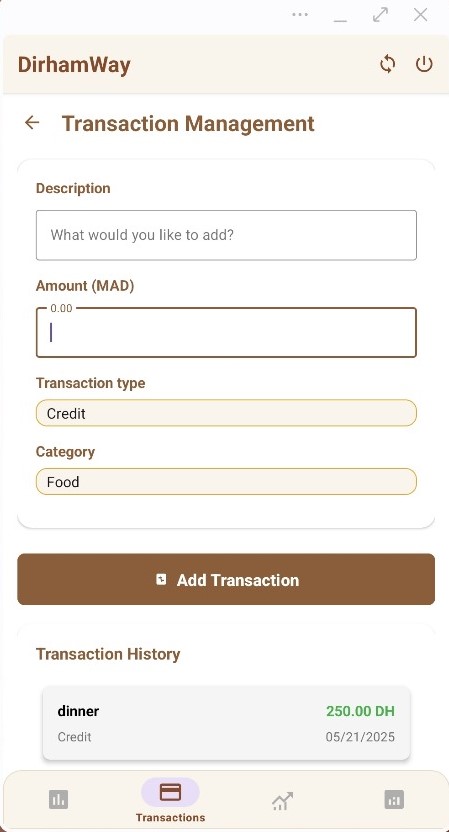 DirhamWay
Transaction Management
Description
What would you like to add?
Amount (MAD)
0.00
Transaction type
Credit
Category
Food
Add Transaction
Transaction History
dinner 250.00 DH
Credit 05/21/2025
Transactions